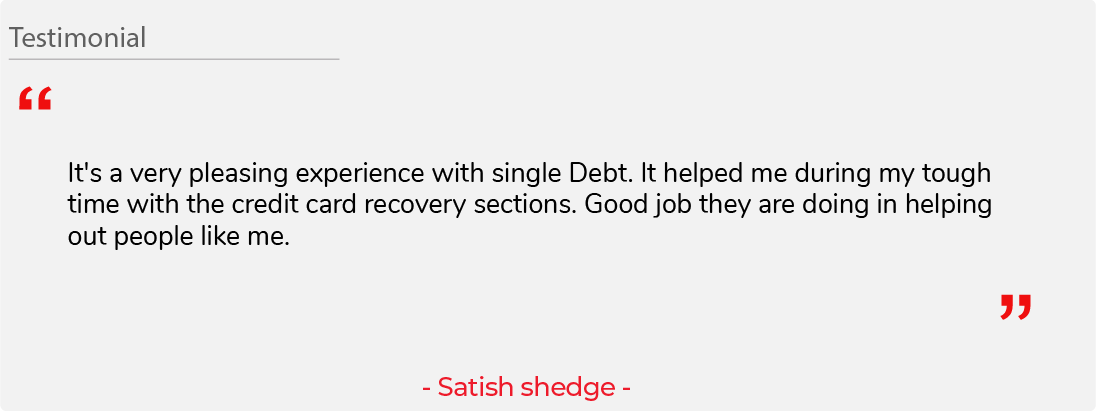 Testimonial
“
It's a very pleasing experience with single Debt. It helped me during my tough
time with the credit card recovery sections. Good job they are doing in helping
out people like me.
”
- Satish shedge -